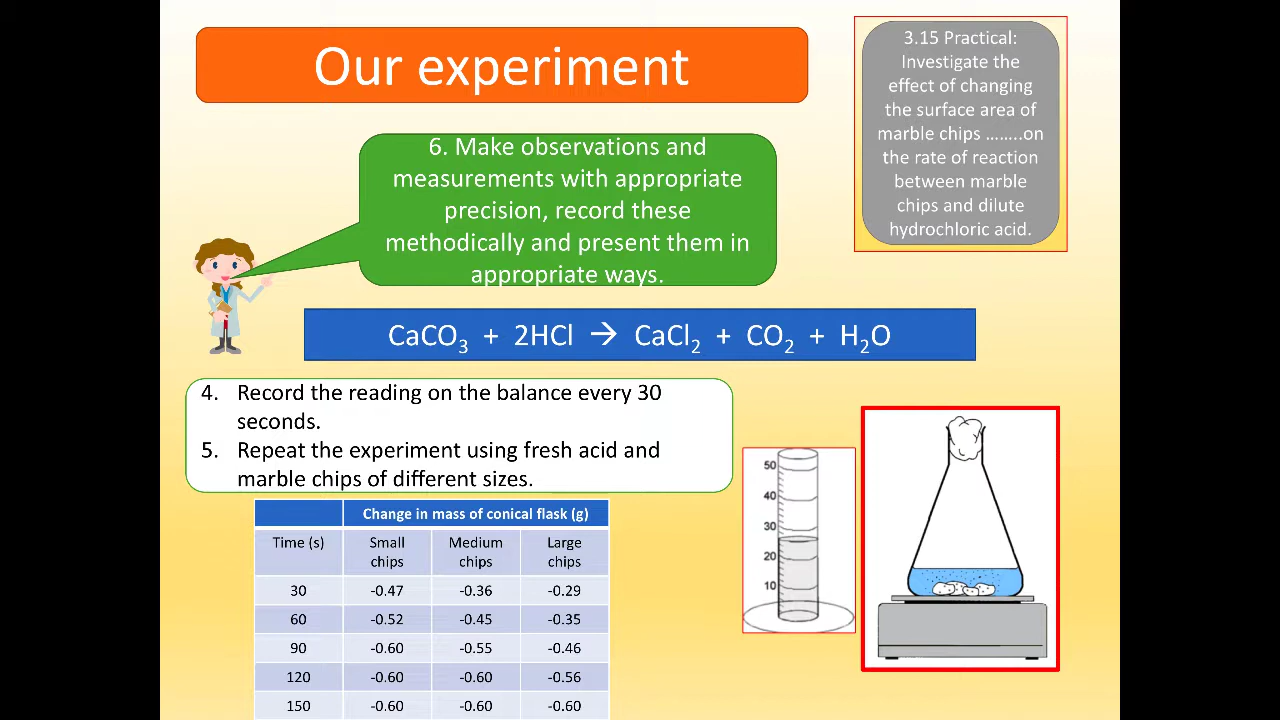 Our experiment
3.15 Practical:
Investigate the
effect of changing
the surface area of
marble chips ……..on
the rate of reaction
between marble
chips and dilute
hydrochloric acid.
6. Make observations and
measurements with appropriate
precision, record these
methodically and present them in
appropriate ways.
CaCO₃ + 2HCl → CaCl₂ + CO₂ + H₂O
4. Record the reading on the balance every 30
seconds.
5. Repeat the experiment using fresh acid and
marble chips of different sizes.
Change in mass of conical flask (g)
Time (s) Small chips Medium chips Large chips
30 -0.47 -0.36 -0.29
60 -0.52 -0.45 -0.35
90 -0.60 -0.55 -0.46
120 -0.60 -0.60 -0.56
150 -0.60 -0.60 -0.60
50
40
30
20
10